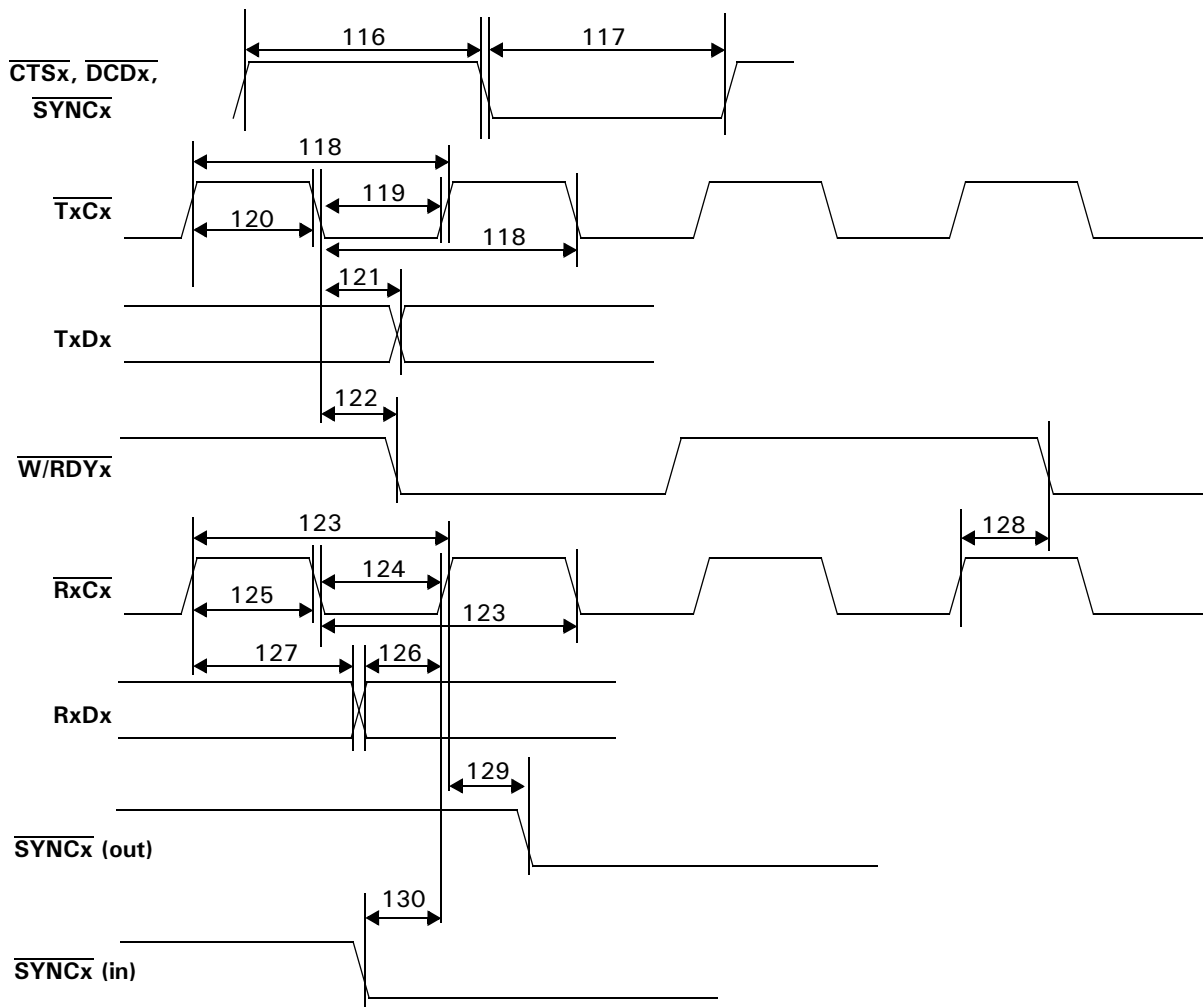 116
117
CTSx, DCDx,
SYNCx
118
TxCx
119
120
118
121
TxDx
122
W/RDYx
123
128
RxCx
124
125
123
127
126
RxDx
129
SYNCx (out)
130
SYNCx (in)